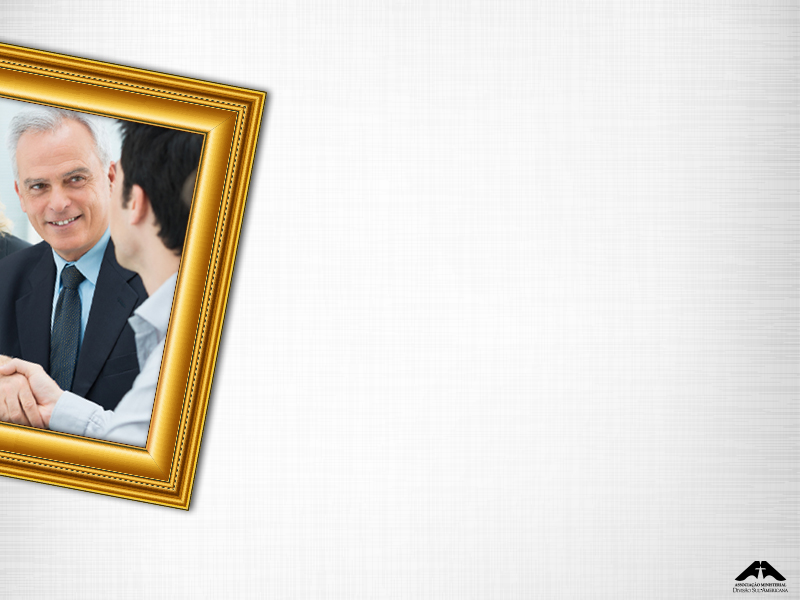 ASSOCIAÇÃO MINISTERIAL
DIVISÃO SUL-AMERICANA